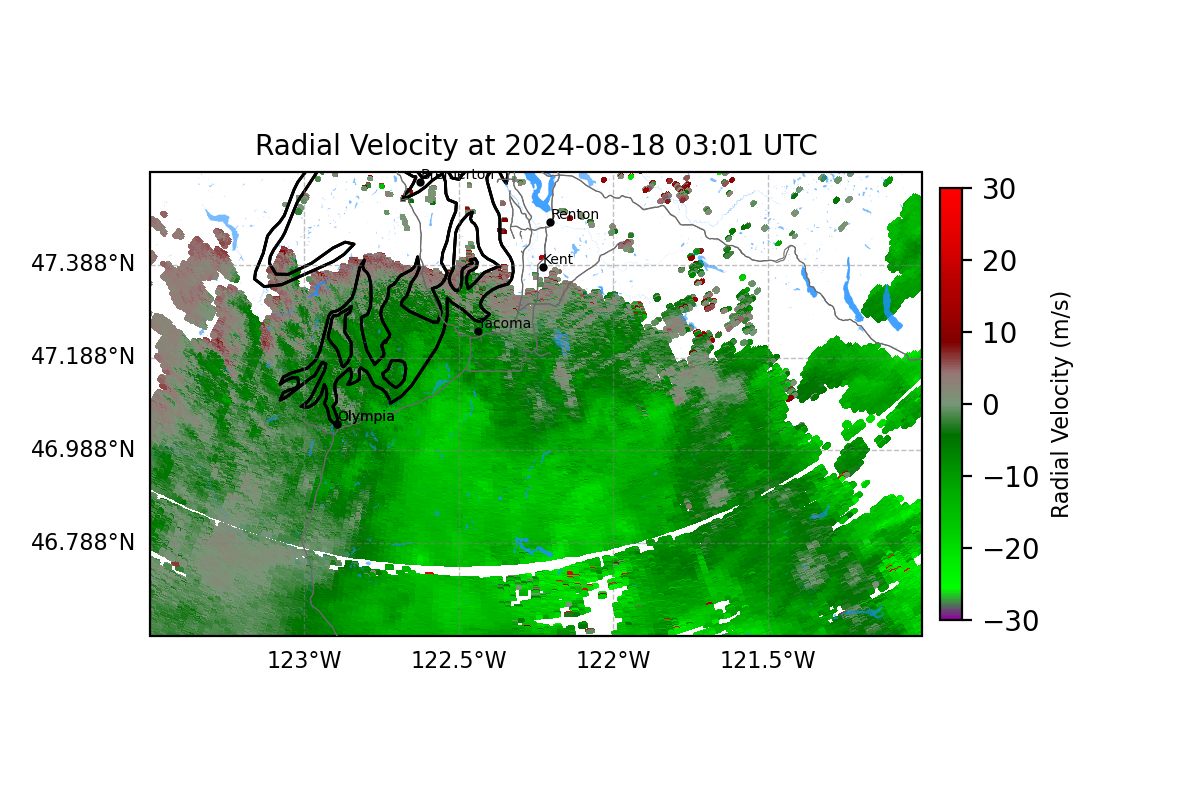 Radial Velocity at 2024-08-18 03:01 UTC
Bremerton
Renton
Kent
Tacoma
Olympia
47.388°N
47.188°N
46.988°N
46.788°N
123°W
122.5°W
122°W
121.5°W
30
20
10
0
−10
−20
−30
Radial Velocity (m/s)